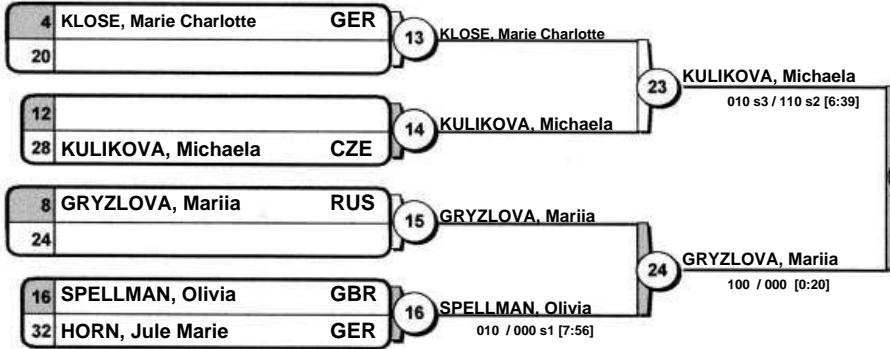 4 KLOSE, Marie Charlotte GER
20
13 KLOSE, Marie Charlotte
12
28 KULIKOVA, Michaela CZE
14 KULIKOVA, Michaela
23 KULIKOVA, Michaela
010 s3 / 110 s2 [6:39]
8 GRYZLOVA, Mariia RUS
24
15 GRYZLOVA, Mariia
16 SPELLMAN, Olivia GBR
32 HORN, Jule Marie GER
16 SPELLMAN, Olivia
010 / 000 s1 [7:56]
24 GRYZLOVA, Mariia
100 / 000 [0:20]